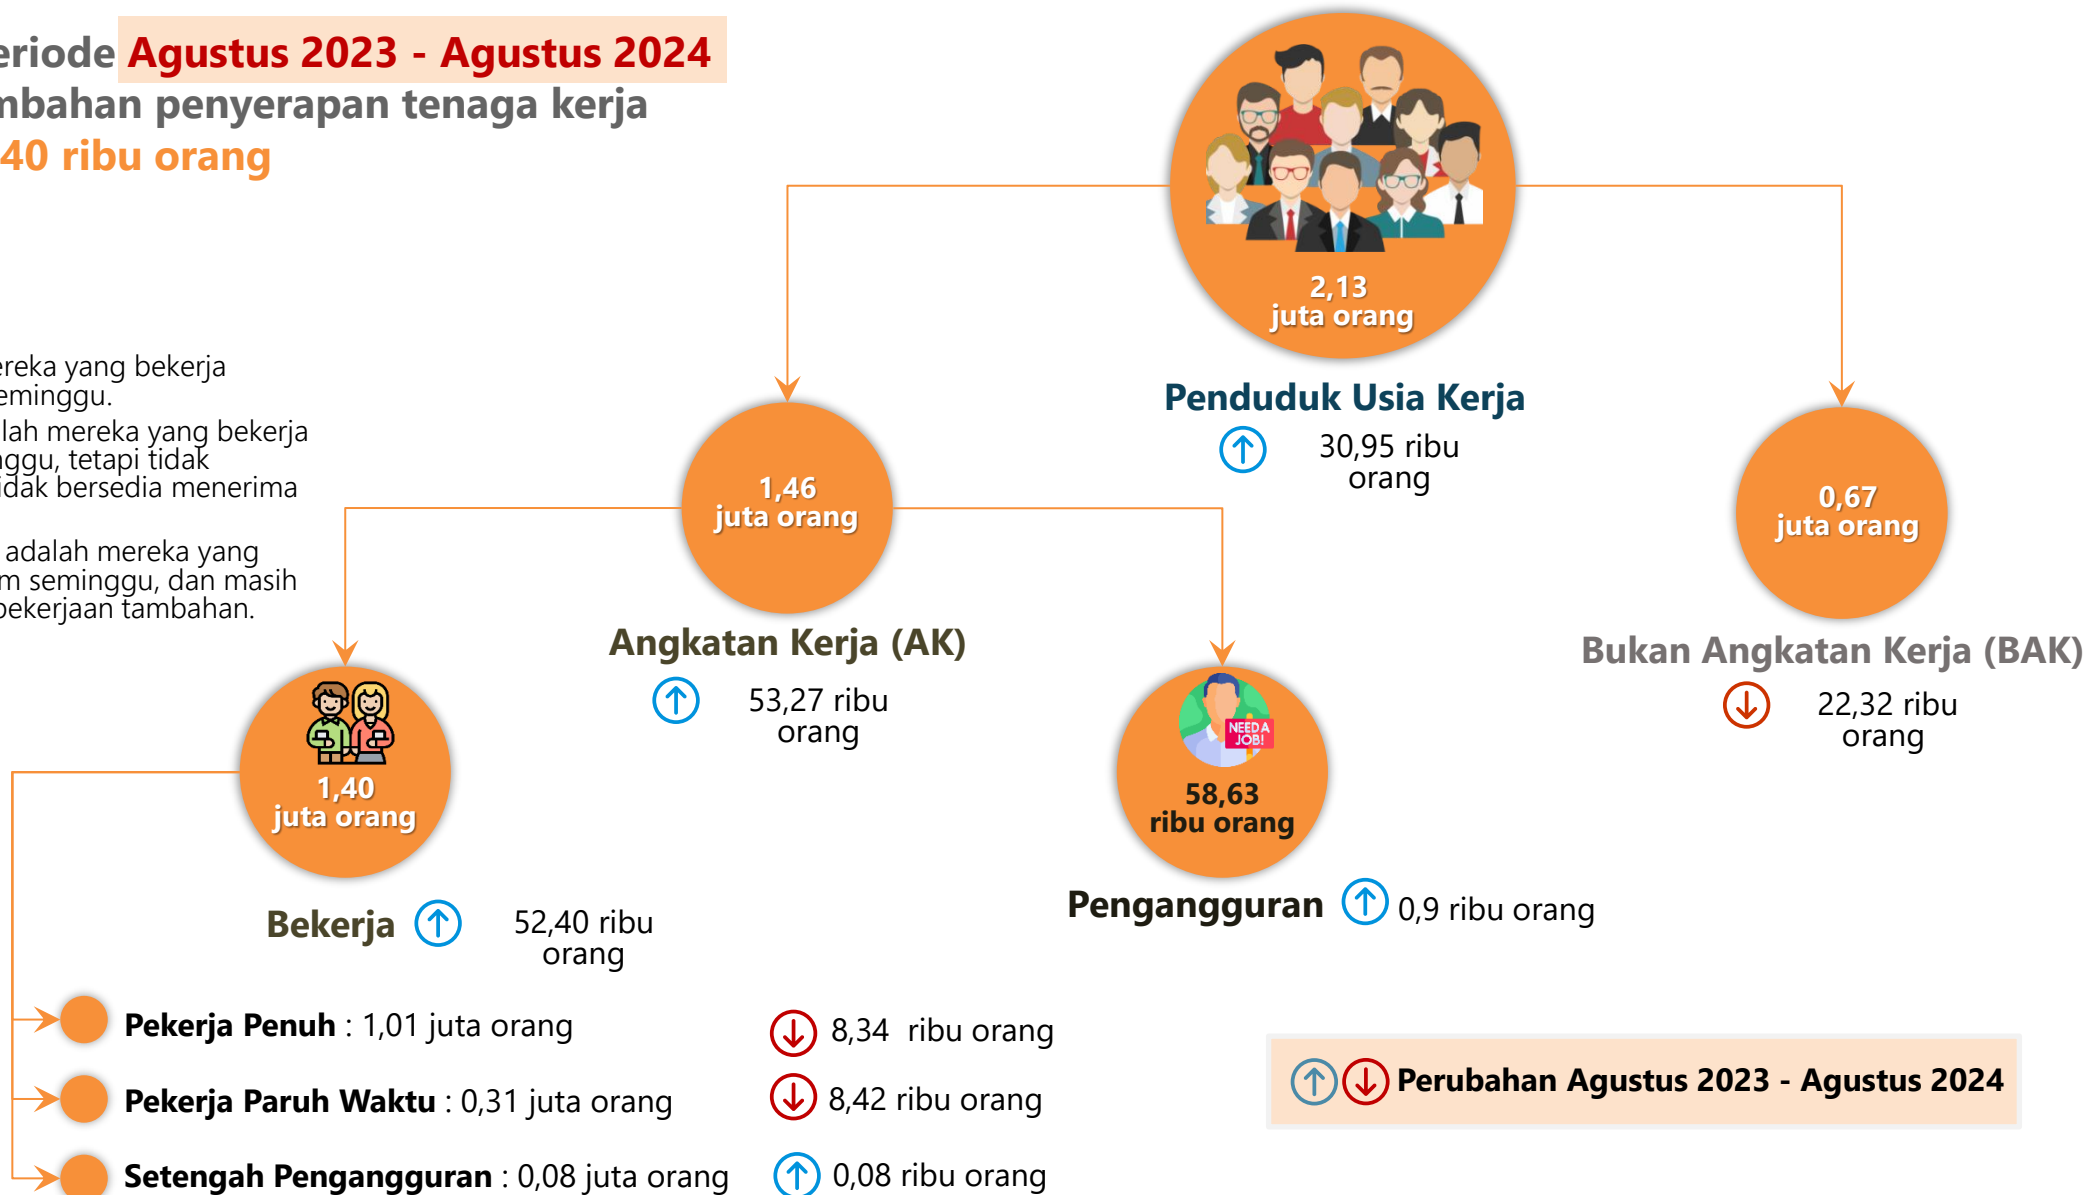 eriode Agustus 2023 - Agustus 2024
mbahan penyerapan tenaga kerja
40 ribu orang
2,13
juta orang
Penduduk Usia Kerja
30,95 ribu
orang
ereka yang bekerja
eminggu.
lah mereka yang bekerja
nggu, tetapi tidak
idak bersedia menerima
adalah mereka yang
m seminggu, dan masih
pekerjaan tambahan.
1,46
juta orang
Angkatan Kerja (AK)
53,27 ribu
orang
0,67
juta orang
Bukan Angkatan Kerja (BAK)
22,32 ribu
orang
1,40
juta orang
Bekerja
52,40 ribu
orang
NEED A
JOB!
58,63
ribu orang
Pengangguran 0,9 ribu orang
Pekerja Penuh : 1,01 juta orang 8,34 ribu orang
Pekerja Paruh Waktu : 0,31 juta orang 8,42 ribu orang
Setengah Pengangguran : 0,08 juta orang 0,08 ribu orang
Perubahan Agustus 2023 - Agustus 2024